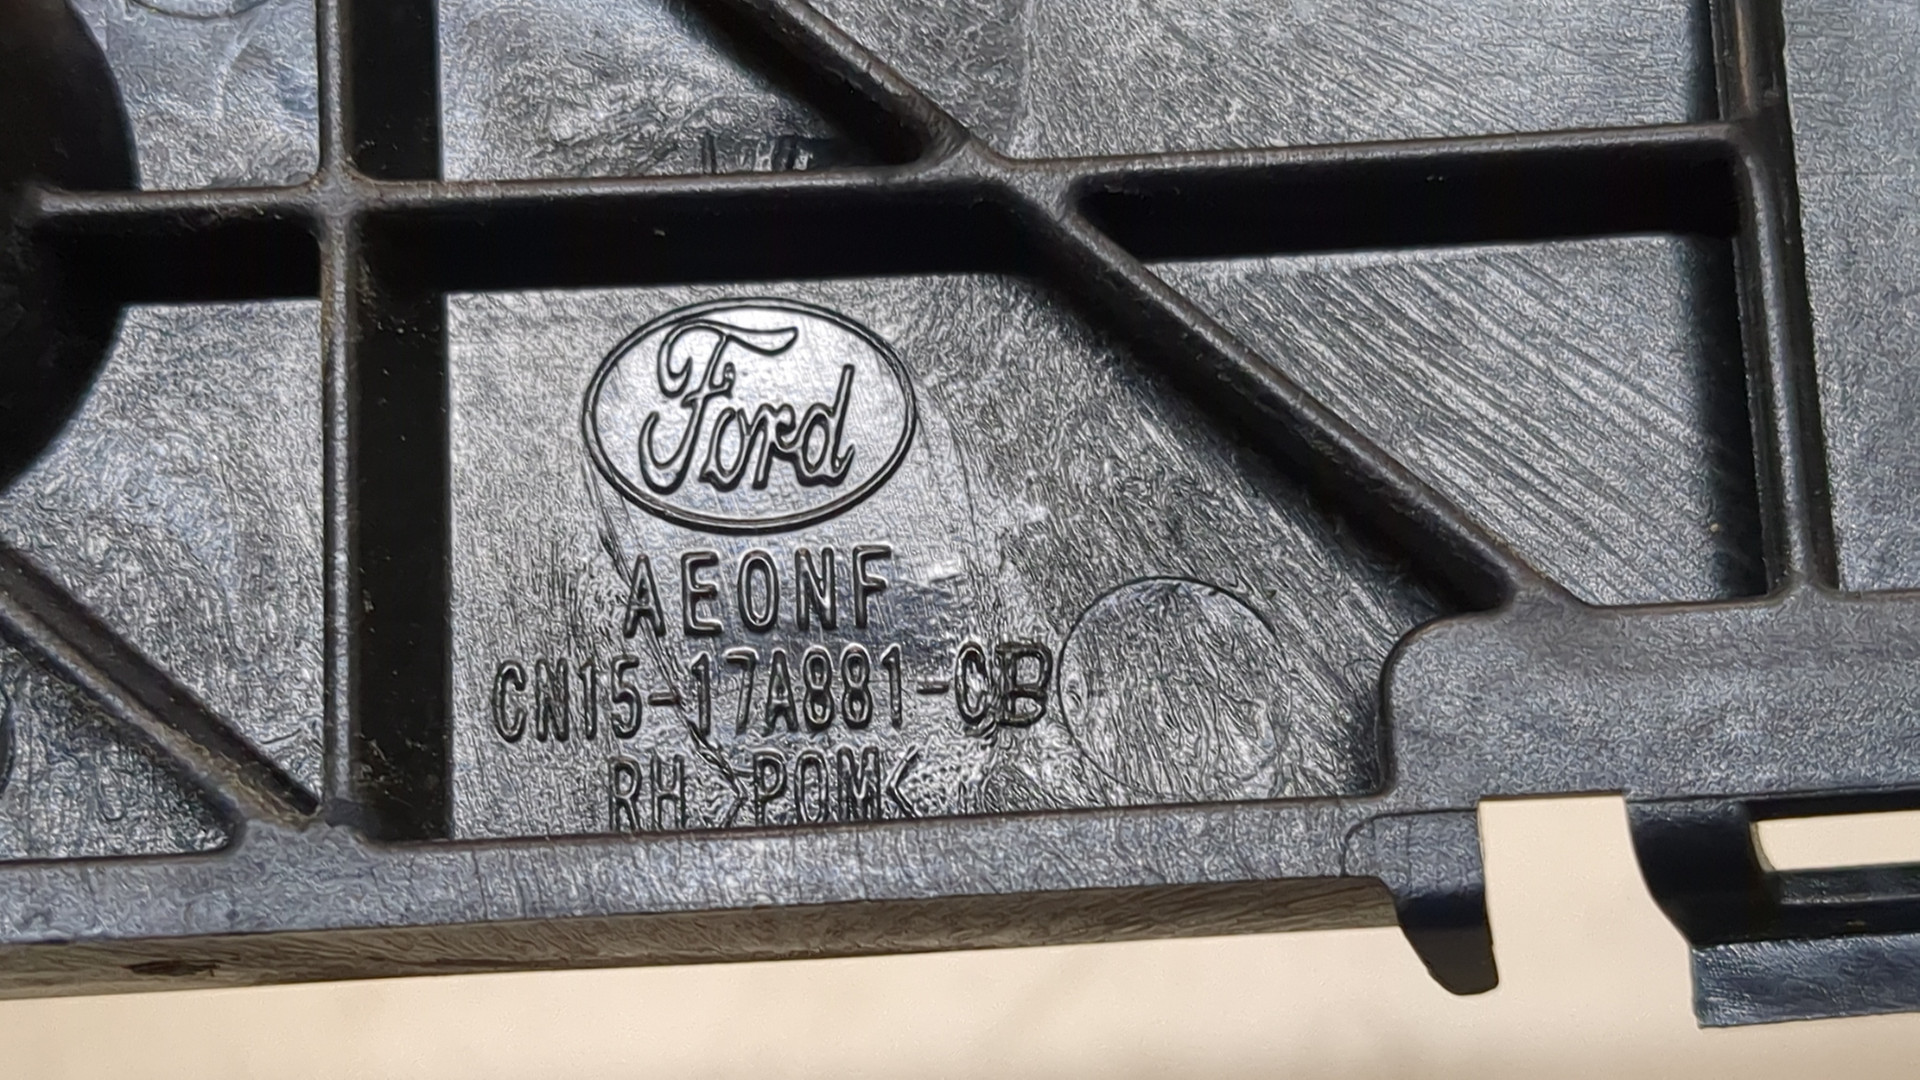 Ford
AEONF
CN15-17A881-CB
RH >POM<